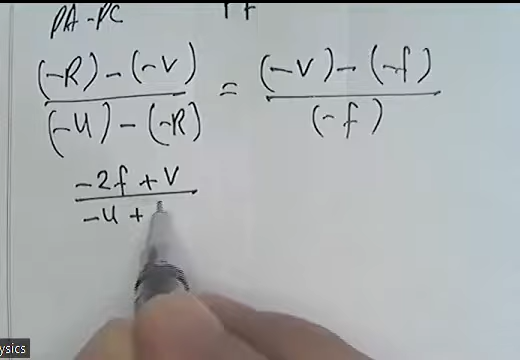 PA-PC
(-R) - (-V) / (-U) - (-R) = (-V) - (-f) / (-f)
-2f + V / -U +
ysics